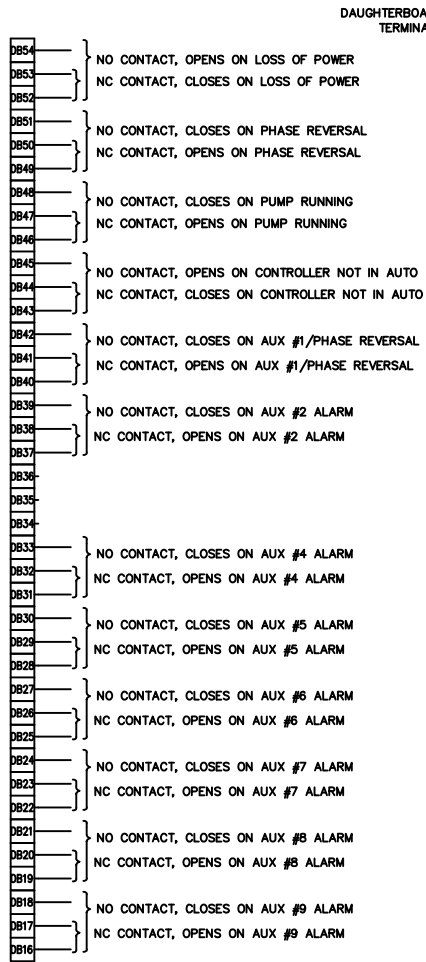 DAUGHTERBOA
TERMINA
DB54
NO CONTACT, OPENS ON LOSS OF POWER
DB53
NC CONTACT, CLOSES ON LOSS OF POWER
DB52
DB51
NO CONTACT, CLOSES ON PHASE REVERSAL
DB50
NC CONTACT, OPENS ON PHASE REVERSAL
DB49
DB48
NO CONTACT, CLOSES ON PUMP RUNNING
DB47
NC CONTACT, OPENS ON PUMP RUNNING
DB46
DB45
NO CONTACT, OPENS ON CONTROLLER NOT IN AUTO
DB44
NC CONTACT, CLOSES ON CONTROLLER NOT IN AUTO
DB43
DB42
NO CONTACT, CLOSES ON AUX #1/PHASE REVERSAL
DB41
NC CONTACT, OPENS ON AUX #1/PHASE REVERSAL
DB40
DB39
NO CONTACT, CLOSES ON AUX #2 ALARM
DB38
NC CONTACT, OPENS ON AUX #2 ALARM
DB37
DB36
DB35
DB34
DB33
NO CONTACT, CLOSES ON AUX #4 ALARM
DB32
NC CONTACT, OPENS ON AUX #4 ALARM
DB31
DB30
NO CONTACT, CLOSES ON AUX #5 ALARM
DB29
NC CONTACT, OPENS ON AUX #5 ALARM
DB28
DB27
NO CONTACT, CLOSES ON AUX #6 ALARM
DB26
NC CONTACT, OPENS ON AUX #6 ALARM
DB25
DB24
NO CONTACT, CLOSES ON AUX #7 ALARM
DB23
NC CONTACT, OPENS ON AUX #7 ALARM
DB22
DB21
NO CONTACT, CLOSES ON AUX #8 ALARM
DB20
NC CONTACT, OPENS ON AUX #8 ALARM
DB19
DB18
NO CONTACT, CLOSES ON AUX #9 ALARM
DB17
NC CONTACT, OPENS ON AUX #9 ALARM
DB16